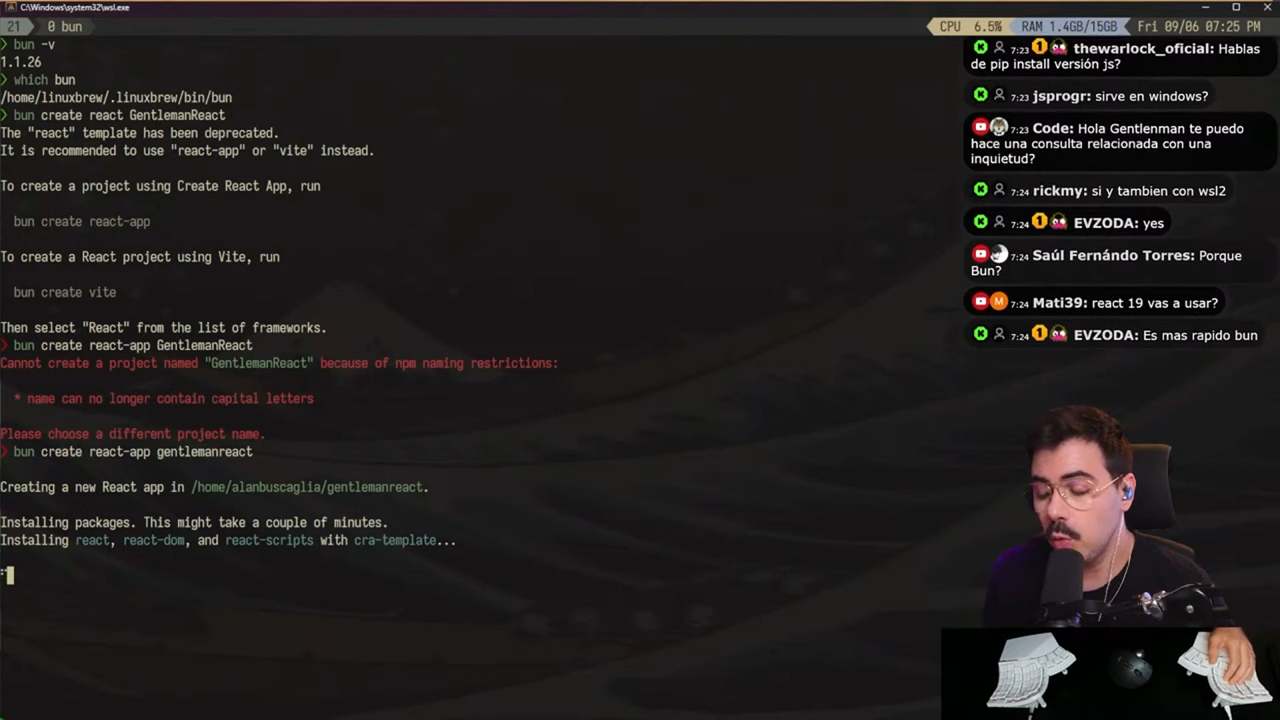 C:\Windows\system32\wsl.exe
21 0 bun
CPU 6.5% RAM 1.4GB/15GB Fri 09/06 07:25 PM
❯ bun -v
1.1.26
❯ which bun
/home/linuxbrew/.linuxbrew/bin/bun
❯ bun create react GentlemanReact
The "react" template has been deprecated.
It is recommended to use "react-app" or "vite" instead.
To create a project using Create React App, run
bun create react-app
To create a React project using Vite, run
bun create vite
Then select "React" from the list of frameworks.
❯ bun create react-app GentlemanReact
Cannot create a project named "GentlemanReact" because of npm naming restrictions:
* name can no longer contain capital letters
Please choose a different project name.
❯ bun create react-app gentlemanreact
Creating a new React app in /home/alanbuscaglia/gentlemanreact.
Installing packages. This might take a couple of minutes.
Installing react, react-dom, and react-scripts with cra-template...
7:23 1 thewarlock_oficial: Hablas
de pip install versión js?
7:23 jsprogr: sirve en windows?
7:23 Code: Hola Gentlenman te puedo
hace una consulta relacionada con una
inquietud?
7:24 rickmy: si y tambien con wsl2
7:24 1 EVZODA: yes
7:24 Saúl Fernándo Torres: Porque
Bun?
M 7:24 Mati39: react 19 vas a usar?
7:24 1 EVZODA: Es mas rapido bun